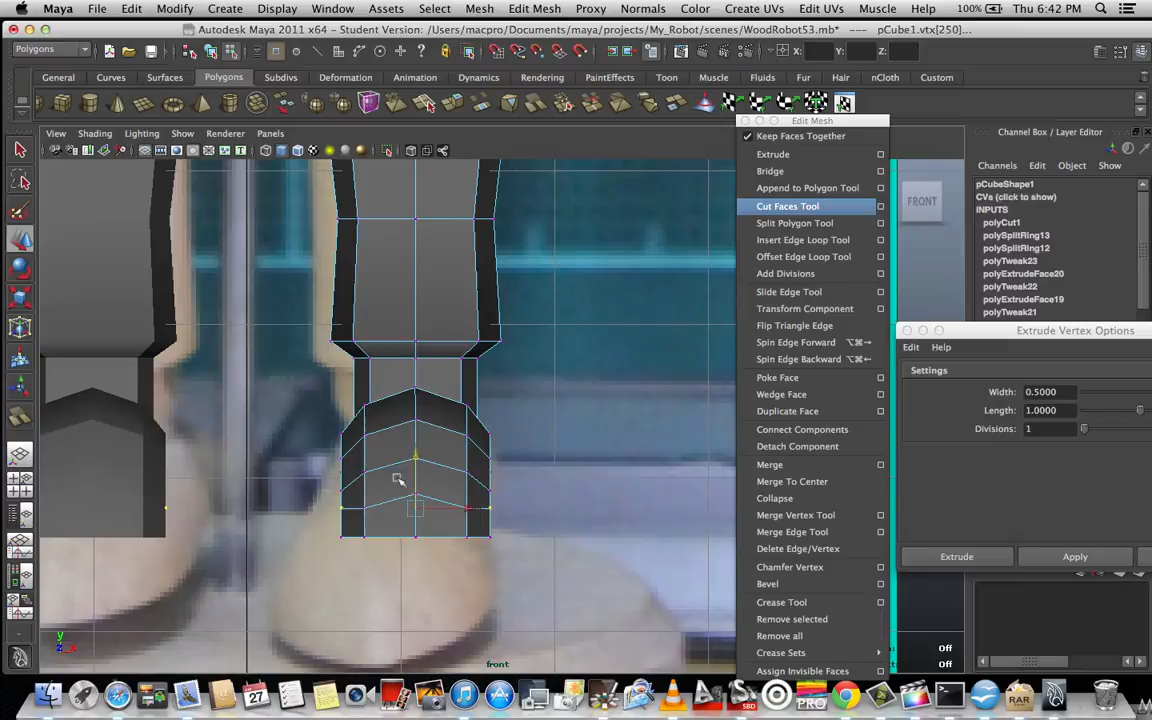 Maya File Edit Modify Create Display Window Assets Select Mesh Edit Mesh Proxy Normals Color Create UVs Edit UVs Muscle Help 100% Thu 6:42 PM
Autodesk Maya 2011 x64 - Student Version: /Users/macpro/Documents/maya/projects/My_Robot/scenes/WoodRobot53.mb* --- pCube1.vtx[250]...
Polygons X: Y: Z:
General Curves Surfaces Polygons Subdivs Deformation Animation Dynamics Rendering PaintEffects Toon Muscle Fluids Fur Hair nCloth Custom
View Shading Lighting Show Renderer Panels
Edit Mesh
Keep Faces Together
Extrude
Bridge
Append to Polygon Tool
Cut Faces Tool
Split Polygon Tool
Insert Edge Loop Tool
Offset Edge Loop Tool
Add Divisions
Slide Edge Tool
Transform Component
Flip Triangle Edge
Spin Edge Forward ⌥⌘→
Spin Edge Backward ⌥⌘←
Poke Face
Wedge Face
Duplicate Face
Connect Components
Detach Component
Merge
Merge To Center
Collapse
Merge Vertex Tool
Merge Edge Tool
Delete Edge/Vertex
Chamfer Vertex
Bevel
Crease Tool
Remove selected
Remove all
Crease Sets
Assign Invisible Faces
FRONT
Channel Box / Layer Editor
Channels Edit Object Show
pCubeShape1
CVs (click to show)
INPUTS
polyCut1
polySplitRing13
polySplitRing12
polyTweak23
polyExtrudeFace20
polyTweak22
polyExtrudeFace19
polyTweak21
Extrude Vertex Options
Edit Help
Settings
Width: 0.5000
Length: 1.0000
Divisions: 1
Extrude Apply
Off
Off
y
z x
front
27
SBD
PRO
RAR